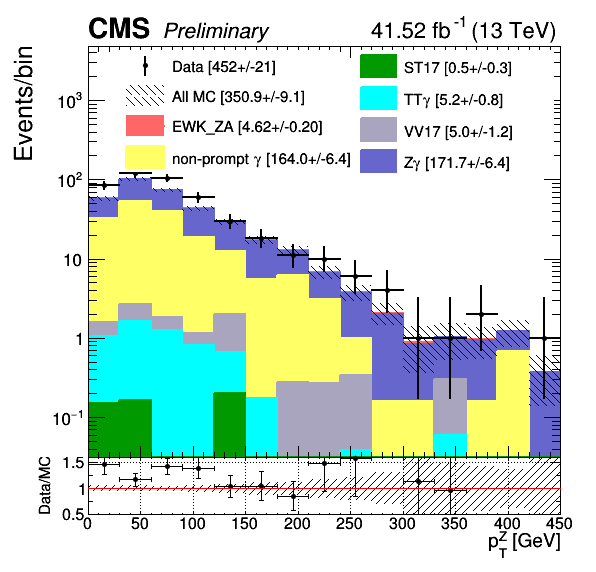 CMS Preliminary 41.52 fb⁻¹ (13 TeV)
Events/bin
Data [452+/-21]
All MC [350.9+/-9.1]
EWK_ZA [4.62+/-0.20]
non-prompt γ [164.0+/-6.4]
ST17 [0.5+/-0.3]
TTγ [5.2+/-0.8]
VV17 [5.0+/-1.2]
Zγ [171.7+/-6.4]
10³
10²
10
1
10⁻¹
Data/MC
1.5
1
0.5
0 50 100 150 200 250 300 350 400 450
p_T^Z [GeV]